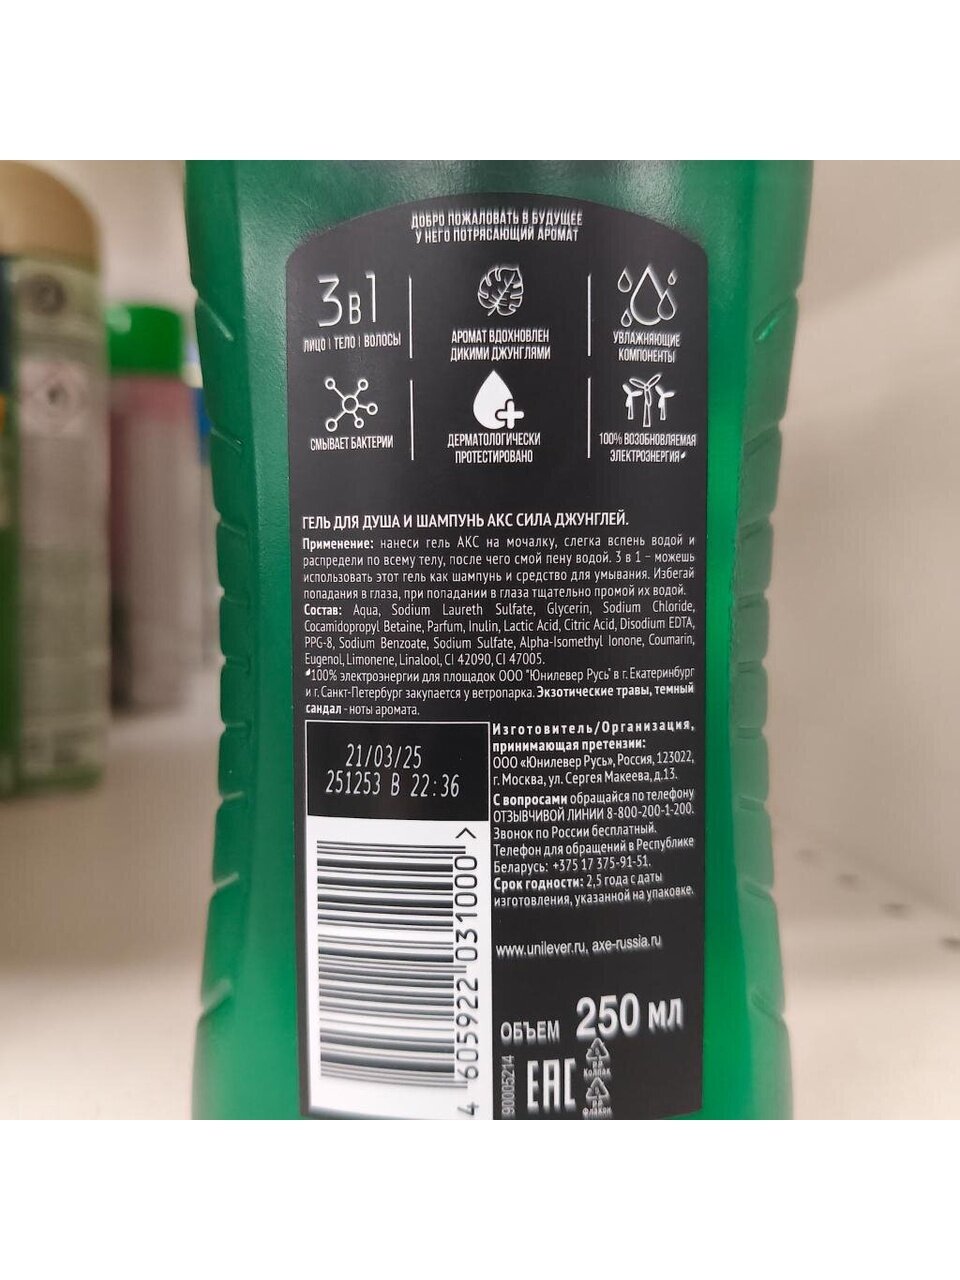 ДОБРО ПОЖАЛОВАТЬ В БУДУЩЕЕ
У НЕГО ПОТРЯСАЮЩИЙ АРОМАТ
3 в 1
ЛИЦО | ТЕЛО | ВОЛОСЫ
АРОМАТ ВДОХНОВЛЕН
ДИКИМИ ДЖУНГЛЯМИ
УВЛАЖНЯЮЩИЕ
КОМПОНЕНТЫ
СМЫВАЕТ БАКТЕРИИ
ДЕРМАТОЛОГИЧЕСКИ
ПРОТЕСТИРОВАНО
100% ВОЗОБНОВЛЯЕМАЯ
ЭЛЕКТРОЭНЕРГИЯ
ГЕЛЬ ДЛЯ ДУША И ШАМПУНЬ АКС СИЛА ДЖУНГЛЕЙ.
Применение: нанеси гель АКС на мочалку, слегка вспень водой и
распредели по всему телу, после чего смой пену водой. 3 в 1 – можешь
использовать этот гель как шампунь и средство для умывания. Избегай
попадания в глаза, при попадании в глаза тщательно промой их водой.
Состав: Aqua, Sodium Laureth Sulfate, Glycerin, Sodium Chloride,
Cocamidopropyl Betaine, Parfum, Inulin, Lactic Acid, Citric Acid, Disodium EDTA,
PPG-8, Sodium Benzoate, Sodium Sulfate, Alpha-Isomethyl Ionone, Coumarin,
Eugenol, Limonene, Linalool, CI 42090, CI 47005.
100% электроэнергии для площадок ООО "Юнилевер Русь" в г. Екатеринбург
и г. Санкт-Петербург закупается у ветропарка. Экзотические травы, темный
сандал - ноты аромата.
21/03/25
251253 B 22:36
Изготовитель/Организация,
принимающая претензии:
ООО «Юнилевер Русь», Россия, 123022,
г. Москва, ул. Сергея Макеева, д.13.
С вопросами обращайся по телефону
ОТЗЫВЧИВОЙ ЛИНИИ 8-800-200-1-200.
Звонок по России бесплатный.
Телефон для обращений в Республике
Беларусь: +375 17 375-91-51.
Срок годности: 2,5 года с даты
изготовления, указанной на упаковке.
www.unilever.ru, axe-russia.ru
4 605922 031000 >
ОБЪЕМ 250 мл
90005214
EAC
PP
Колпак
PP
Флакон